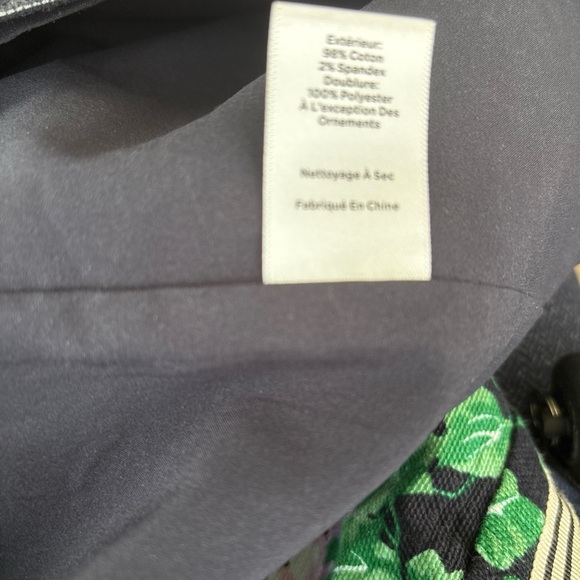 Extérieur:
98% Coton
2% Spandex
Doublure:
100% Polyester
À L'exception Des
Ornements
Nettoyage À Sec
Fabriqué En Chine